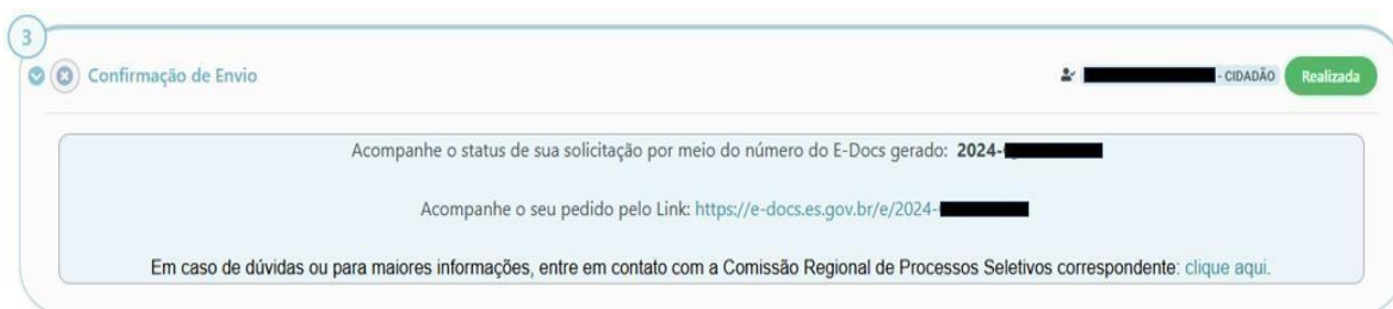 3
Confirmação de Envio
- CIDADÃO
Realizada
Acompanhe o status de sua solicitação por meio do número do E-Docs gerado: 2024-
Acompanhe o seu pedido pelo Link: https://e-docs.es.gov.br/e/2024-
Em caso de dúvidas ou para maiores informações, entre em contato com a Comissão Regional de Processos Seletivos correspondente: clique aqui.